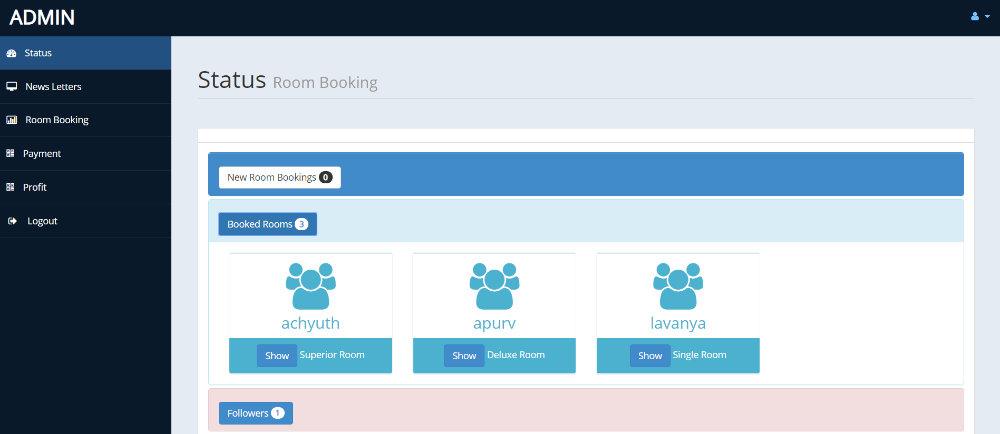 ADMIN
Status
News Letters
Room Booking
Payment
Profit
Logout
Status Room Booking
New Room Bookings 0
Booked Rooms 3
achyuth
Show Superior Room
apurv
Show Deluxe Room
lavanya
Show Single Room
Followers 1